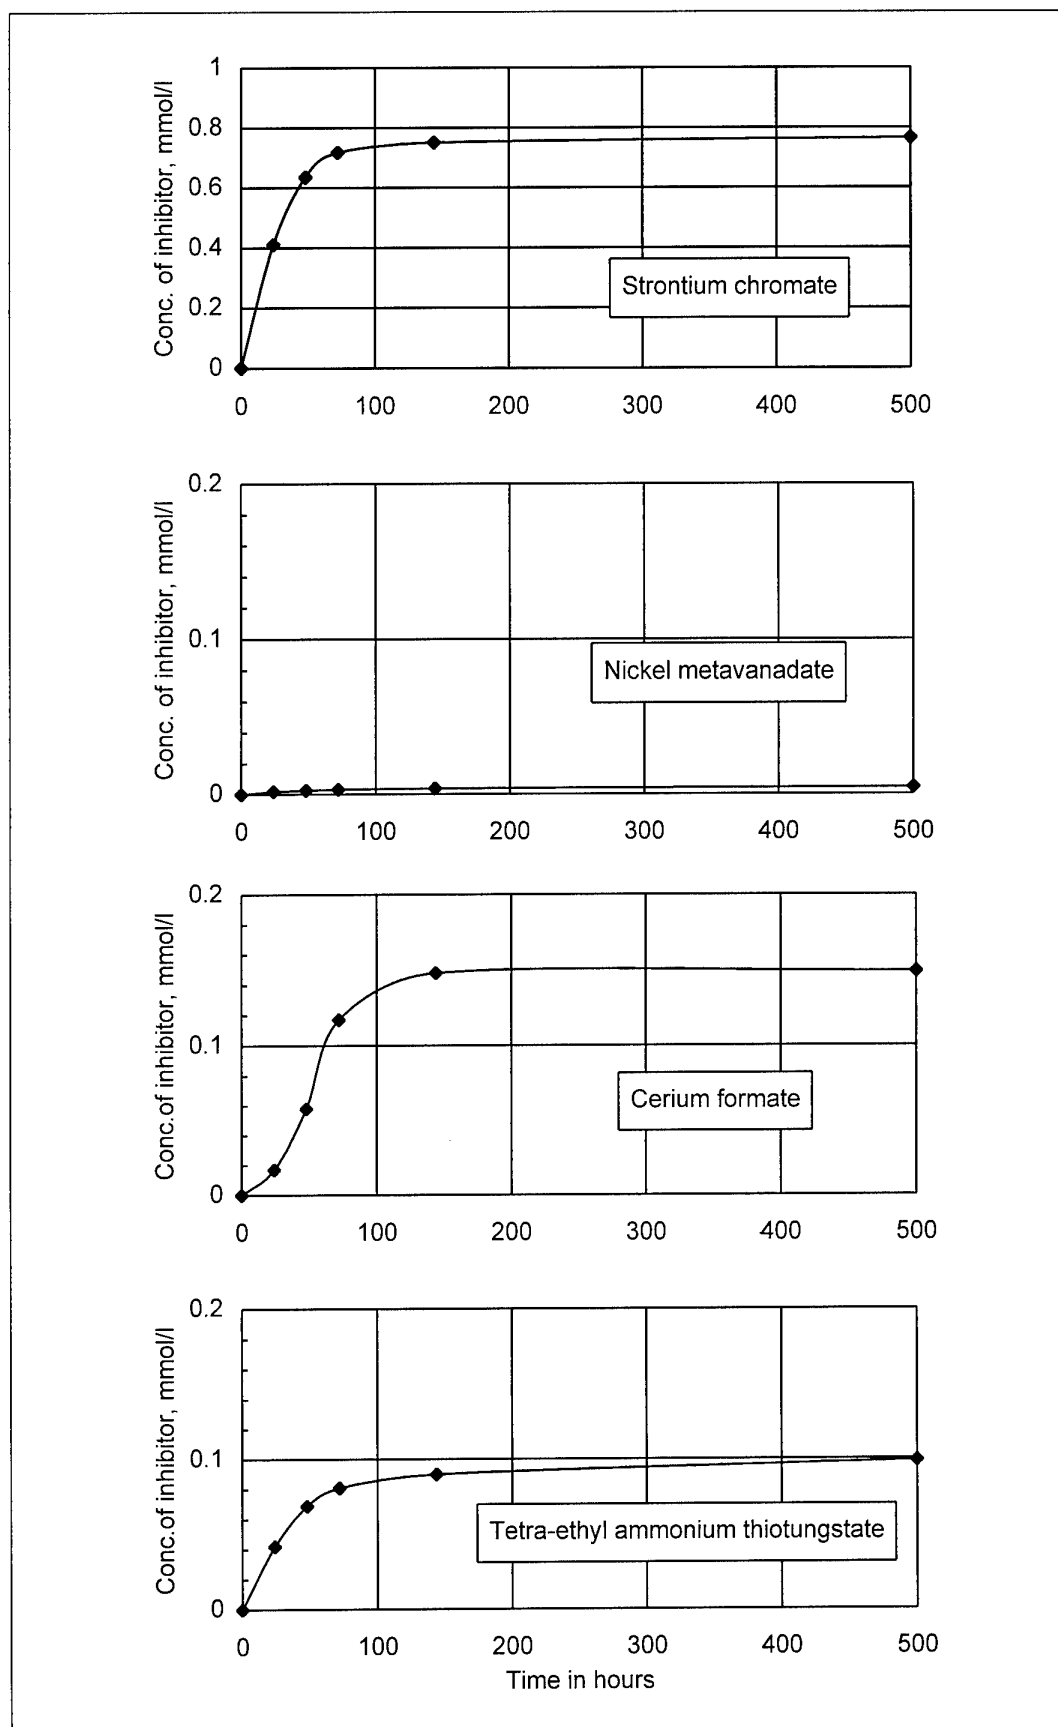 Conc. of inhibitor, mmol/l
1
0.8
0.6
0.4
0.2
0
Strontium chromate
0 100 200 300 400 500
Conc. of inhibitor, mmol/l
0.2
0.1
0
Nickel metavanadate
0 100 200 300 400 500
Conc.of inhibitor, mmol/l
0.2
0.1
0
Cerium formate
0 100 200 300 400 500
Conc.of inhibitor, mmol/l
0.2
0.1
0
Tetra-ethyl ammonium thiotungstate
0 100 200 300 400 500
Time in hours